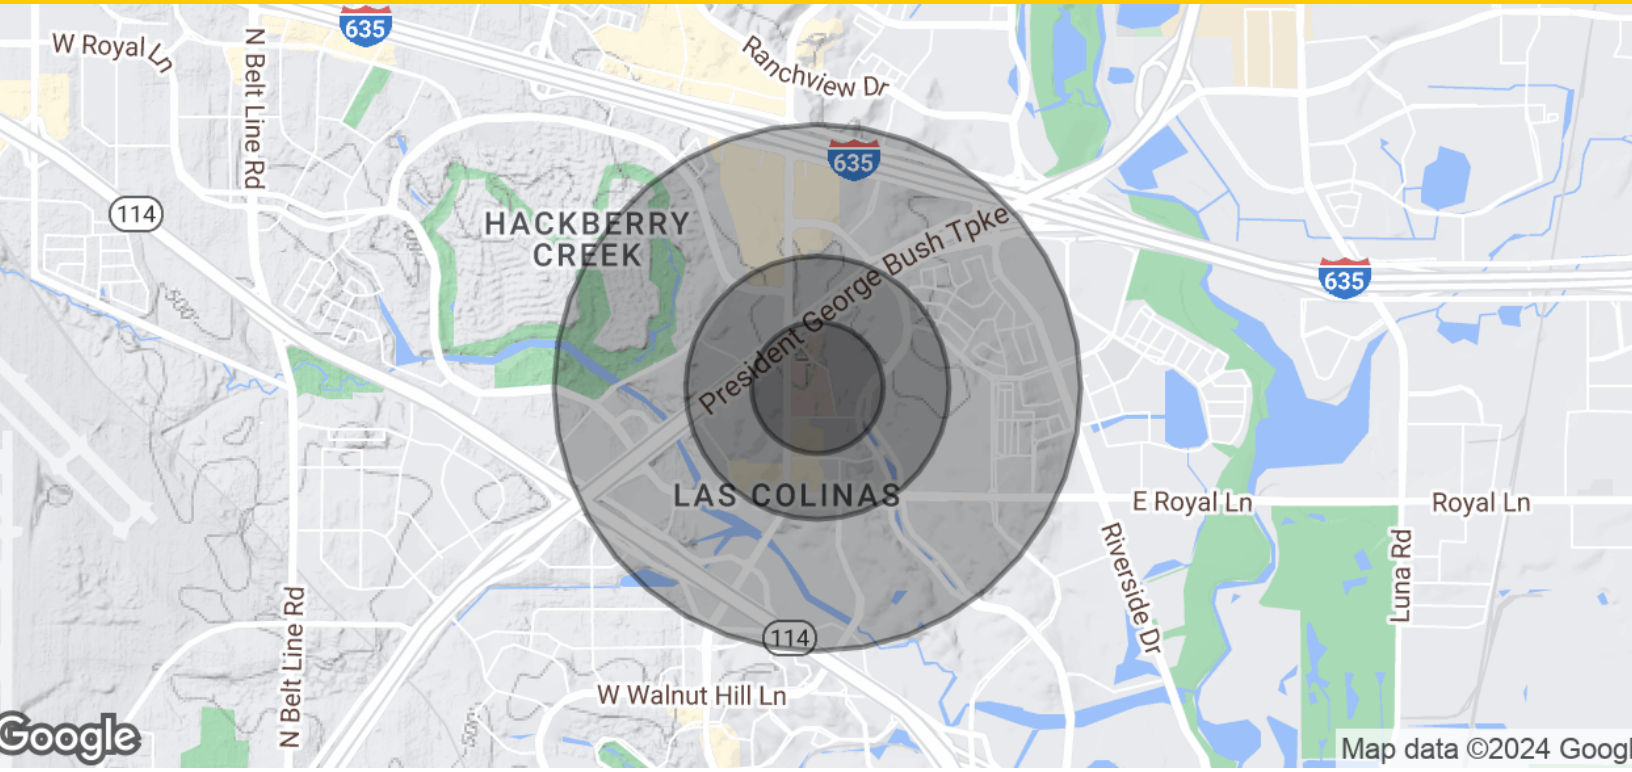 635
W Royal Ln
N Belt Line Rd
Ranchview Dr
635
114
HACKBERRY
CREEK
President George Bush Tpke
635
500
LAS COLINAS
E Royal Ln
Royal Ln
Riverside Dr
Luna Rd
N Belt Line Rd
114
W Walnut Hill Ln
Google
Map data ©2024 Googl